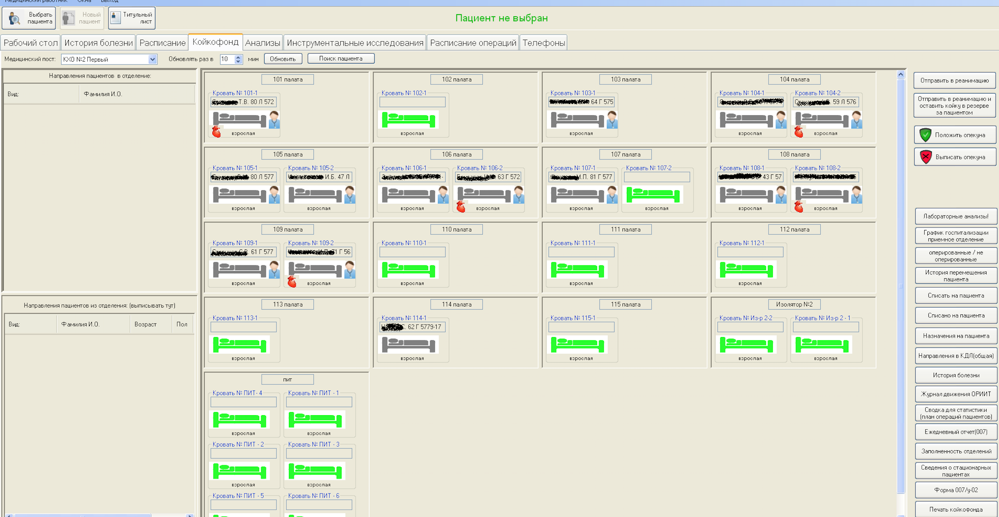 Медицинский работник Окна Выход
Выбрать пациента
Новый пациент
Титульный лист
Пациент не выбран
Рабочий стол История болезни Расписание Койкофонд Анализы Инструментальные исследования Расписание операций Телефоны
Медицинский пост: КХО №2 Первый Обновлять раз в 10 мин Обновить Поиск пациента
Направления пациентов в отделение:
Вид: Фамилия И.О.
Направления пациентов из отделения: (выписывать тут)
Вид: Фамилия И.О. Возраст Пол
101 палата
Кровать № 101-1
Т.В. 80 Л 572
взрослая
102 палата
Кровать № 102-1
взрослая
103 палата
Кровать № 103-1
64 Г 575
взрослая
104 палата
Кровать № 104-1 Кровать № 104-2
59 Л 576
взрослая взрослая
105 палата
Кровать № 105-1 Кровать № 105-2
80 Л 577 И.Б. 47 Л
взрослая взрослая
106 палата
Кровать № 106-1 Кровать № 106-2
63 Г 572
взрослая взрослая
107 палата
Кровать № 107-1 Кровать № 107-2
И.П. 81 Г 577
взрослая взрослая
108 палата
Кровать № 108-1 Кровать № 108-2
43 Г 57
взрослая взрослая
109 палата
Кровать № 109-1 Кровать № 109-2
61 Г 577 71 Г 56
взрослая взрослая
110 палата
Кровать № 110-1
взрослая
111 палата
Кровать № 111-1
взрослая
112 палата
Кровать № 112-1
взрослая
113 палата
Кровать № 113-1
взрослая
114 палата
Кровать № 114-1
62 Г 5779-17
взрослая
115 палата
Кровать № 115-1
взрослая
Изолятор №2
Кровать № Из-р 2-2 Кровать № Из-р 2 - 1
взрослая взрослая
пит
Кровать № ПИТ- 4 Кровать № ПИТ - 1
взрослая взрослая
Кровать № ПИТ - 2 Кровать № ПИТ - 3
взрослая взрослая
Кровать № ПИТ - 5 Кровать № ПИТ - 6
Отправить в реанимацию
Отправить в реанимацию и
оставить койку в резерве
за пациентом
Положить опекуна
Выписать опекуна
Лабораторные анализы!
График госпитализации
приемное отделение
оперированные / не
оперированные
История перемещения
пациента
Списать на пациента
Списано на пациента
Назначения на пациента
Направления в КДЛ(общая)
История болезни
Журнал движения ОРИИТ
Сводка для статистики
(план операций пациентов)
Ежедневный отчет(007)
Заполненность отделений
Сведения о стационарных
пациентах
Форма 007/у-02
Печать койкофонда